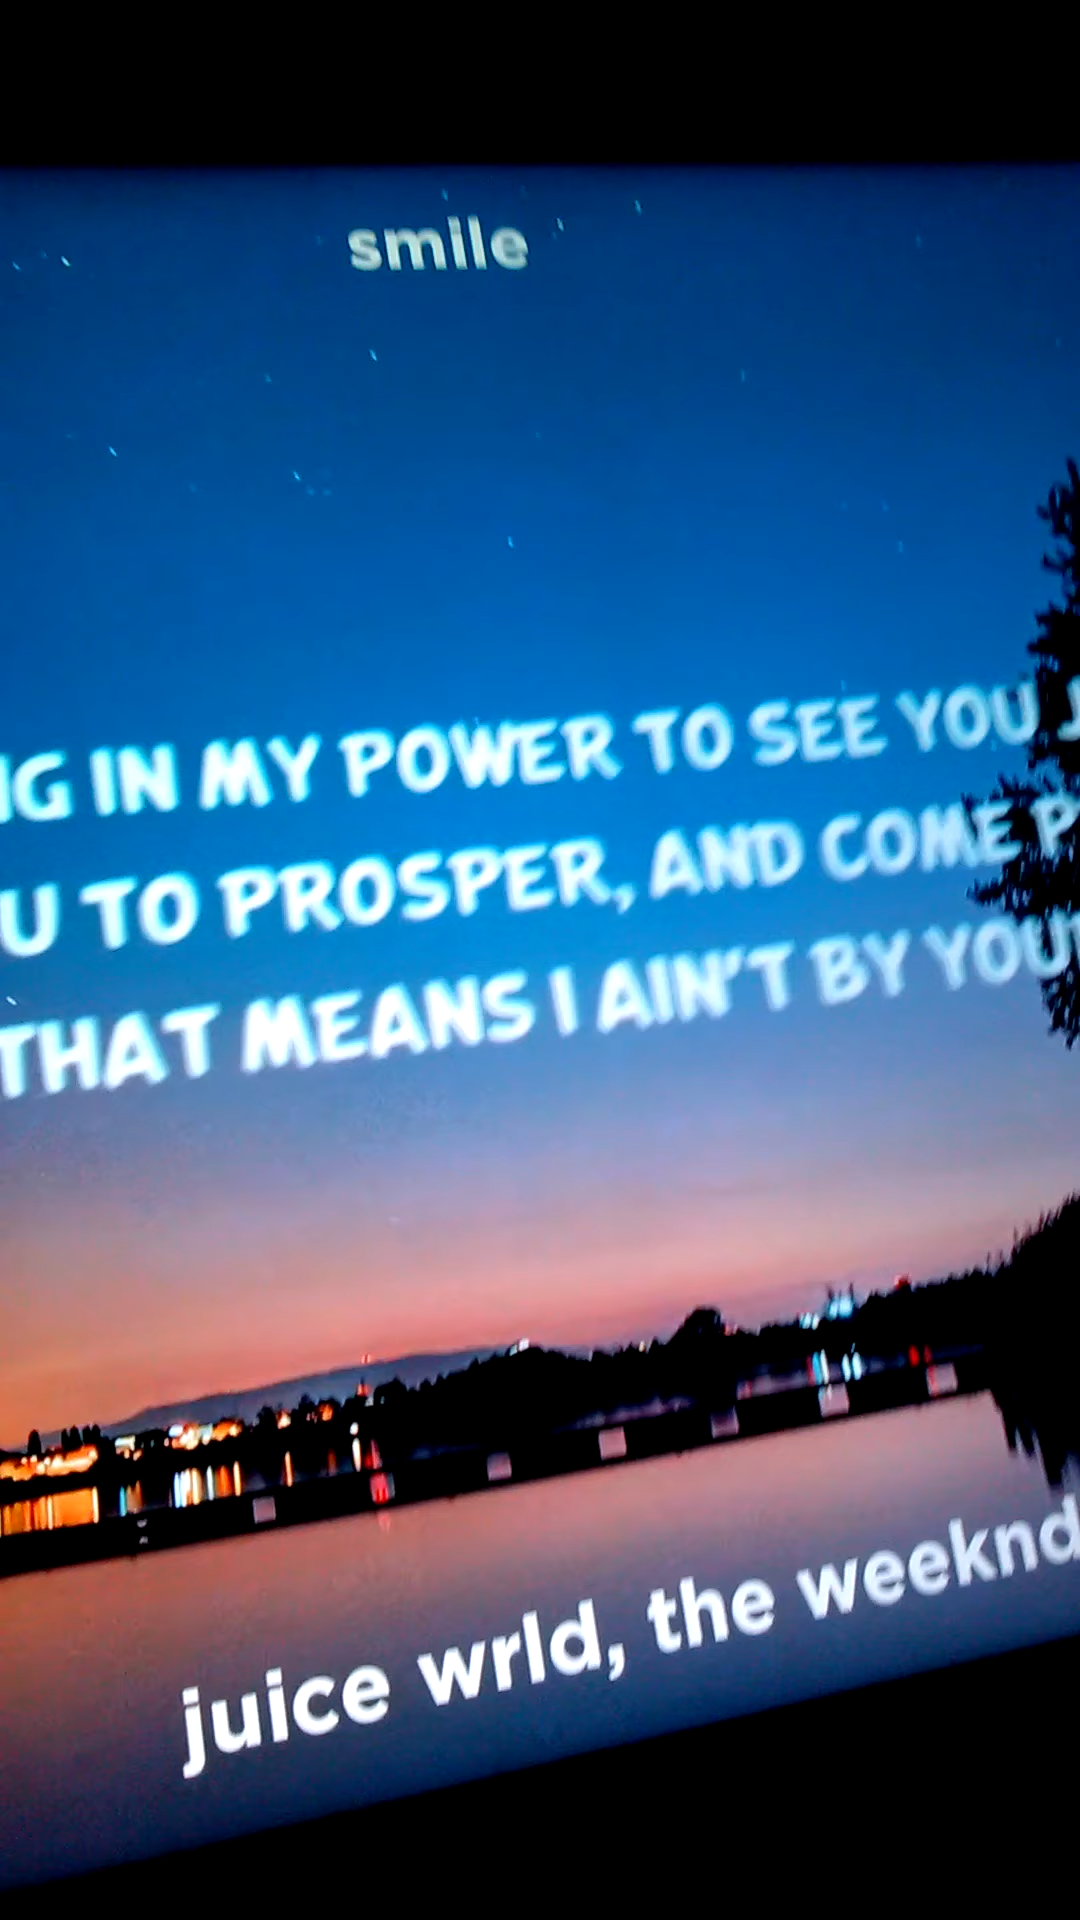 smile
IN MY POWER TO SEE YOU
TO PROSPER, AND COME
THAT MEANS I AIN'T BY
juice wrld, the weeknd